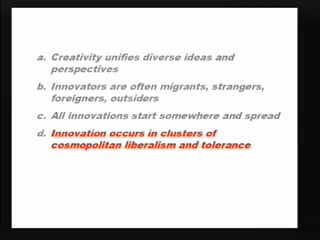 a. Creativity unifies diverse ideas and
perspectives
b. Innovators are often migrants, strangers,
foreigners, outsiders
c. All innovations start somewhere and spread
d. Innovation occurs in clusters of
cosmopolitan liberalism and tolerance